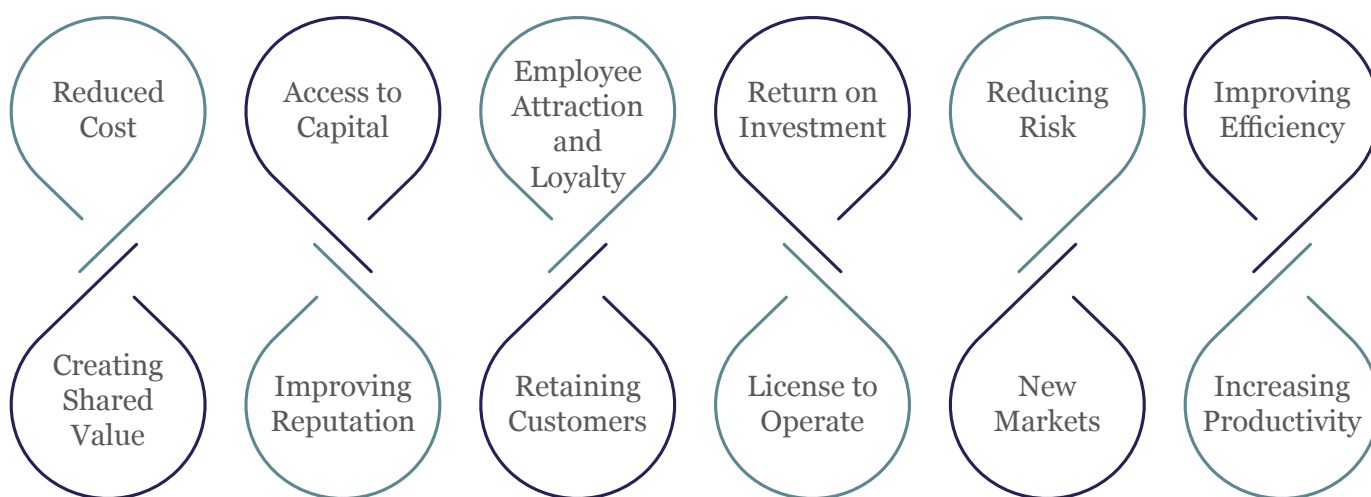 Reduced
Cost
Access to
Capital
Employee
Attraction
and
Loyalty
Return on
Investment
Reducing
Risk
Improving
Efficiency
Creating
Shared
Value
Improving
Reputation
Retaining
Customers
License to
Operate
New
Markets
Increasing
Productivity